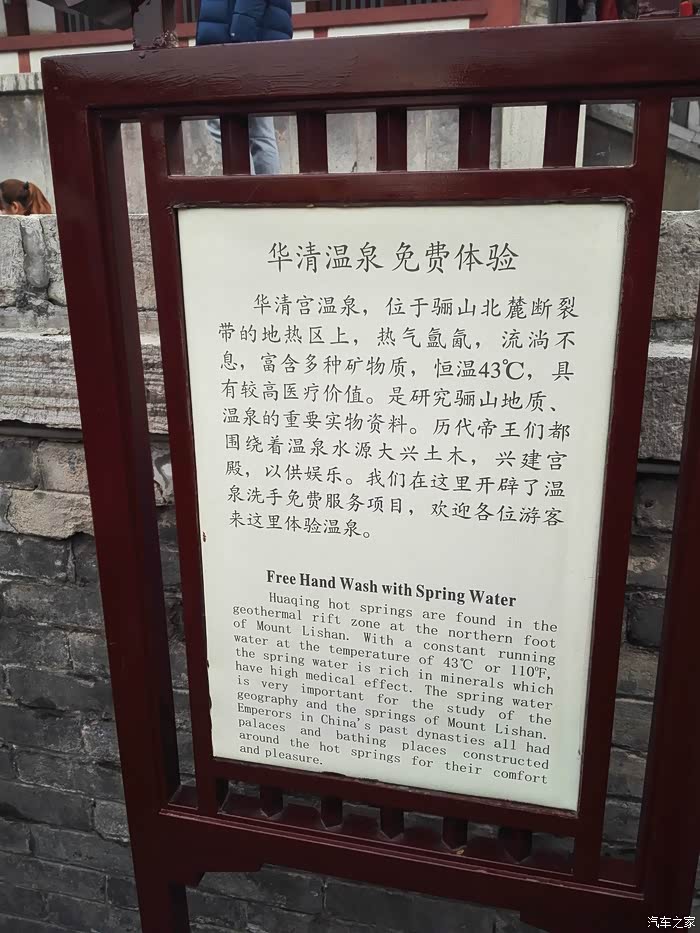 华清温泉 免费体验
华清宫温泉，位于骊山北麓断裂
带的地热区上，热气氤氲，流淌不
息，富含多种矿物质，恒温43℃，具
有较高医疗价值。是研究骊山地质、
温泉的重要实物资料。历代帝王们都
围绕着温泉水源大兴土木，兴建宫
殿，以供娱乐。我们在这里开辟了温
泉洗手免费服务项目，欢迎各位游客
来这里体验温泉。
Free Hand Wash with Spring Water
Huaqing hot springs are found in the
geothermal rift zone at the northern foot
of Mount Lishan. With a constant running
water at the temperature of 43℃ or 110℉,
the spring water is rich in minerals which
have high medical effect. The spring water
is very important for the study of the
geography and the springs of Mount Lishan.
Emperors in China's past dynasties all had
palaces and bathing places constructed
around the hot springs for their comfort
and pleasure.
汽车之家